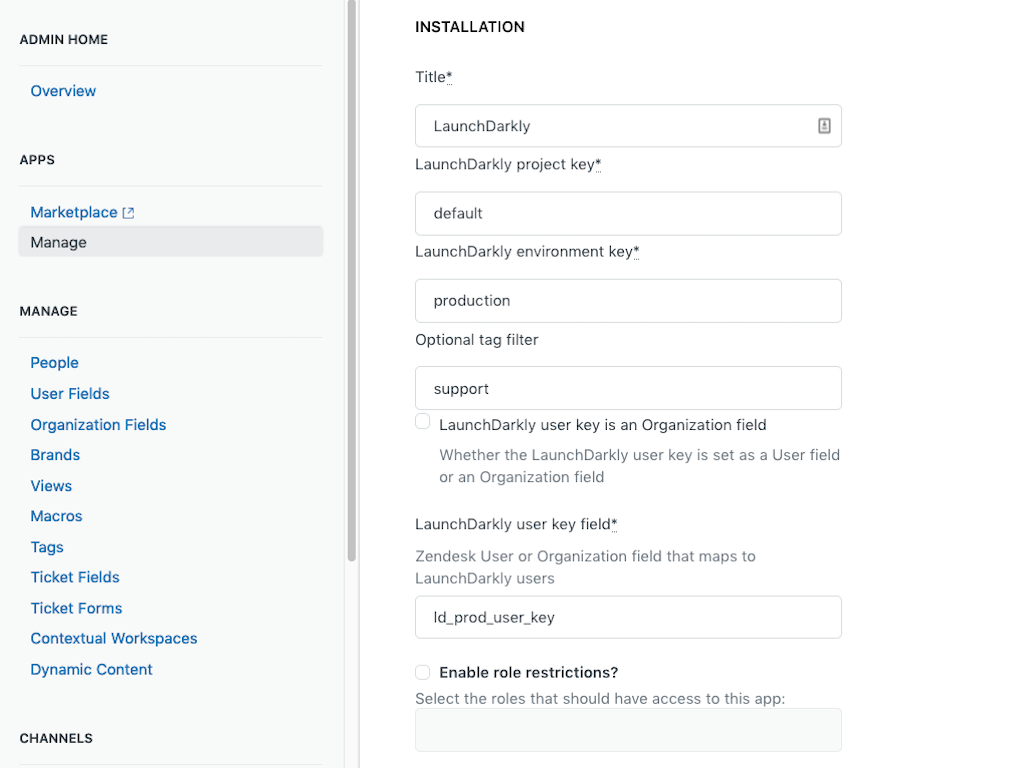 ADMIN HOME
Overview
APPS
Marketplace
Manage
MANAGE
People
User Fields
Organization Fields
Brands
Views
Macros
Tags
Ticket Fields
Ticket Forms
Contextual Workspaces
Dynamic Content
CHANNELS
INSTALLATION
Title*
LaunchDarkly
LaunchDarkly project key*
default
LaunchDarkly environment key*
production
Optional tag filter
support
LaunchDarkly user key is an Organization field
Whether the LaunchDarkly user key is set as a User field
or an Organization field
LaunchDarkly user key field*
Zendesk User or Organization field that maps to
LaunchDarkly users
ld_prod_user_key
Enable role restrictions?
Select the roles that should have access to this app: